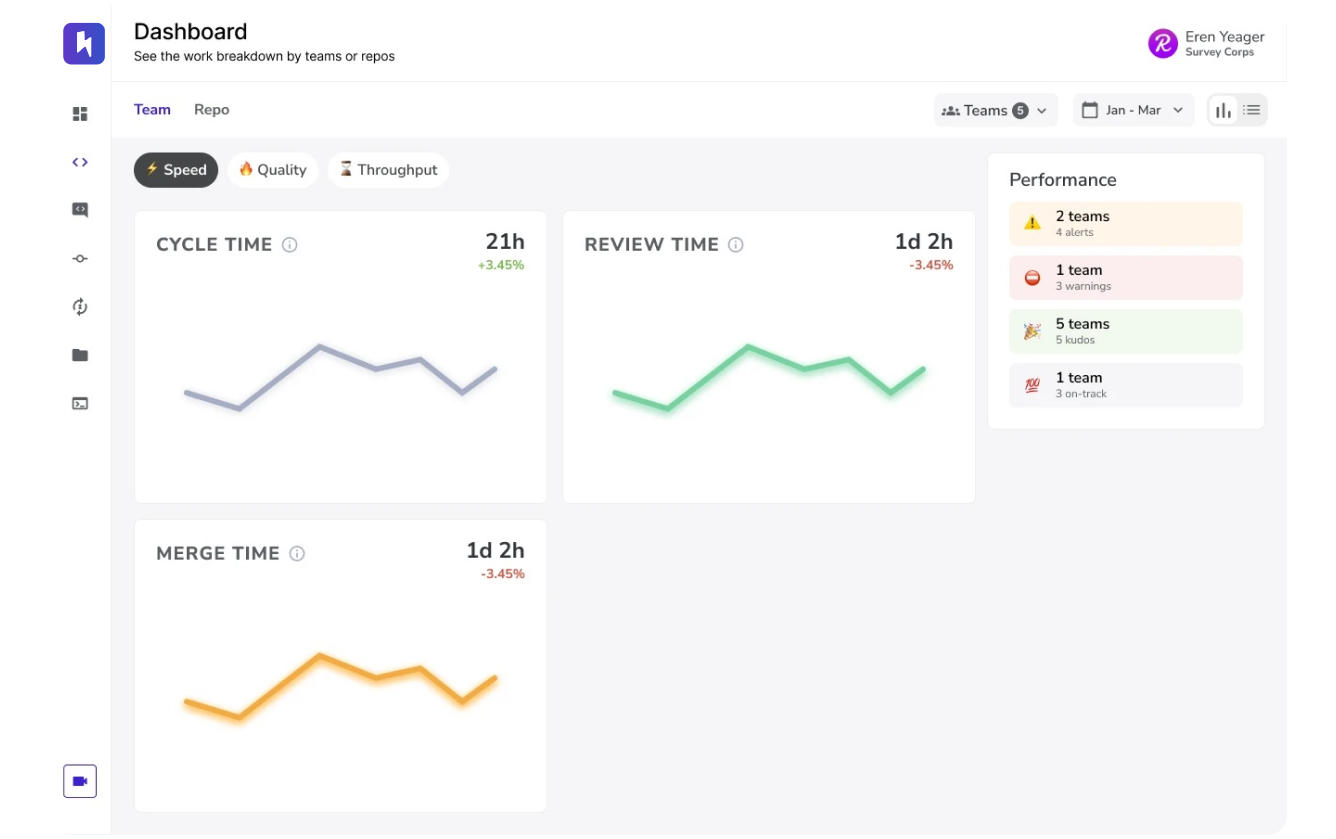 Dashboard
See the work breakdown by teams or repos
Eren Yeager
Survey Corps
Team
Repo
Teams 5
Jan - Mar
⚡ Speed
🔥 Quality
⌛ Throughput
CYCLE TIME
21h
+3.45%
REVIEW TIME
1d 2h
-3.45%
MERGE TIME
1d 2h
-3.45%
Performance
2 teams
4 alerts
1 team
3 warnings
5 teams
5 kudos
💯 1 team
3 on-track